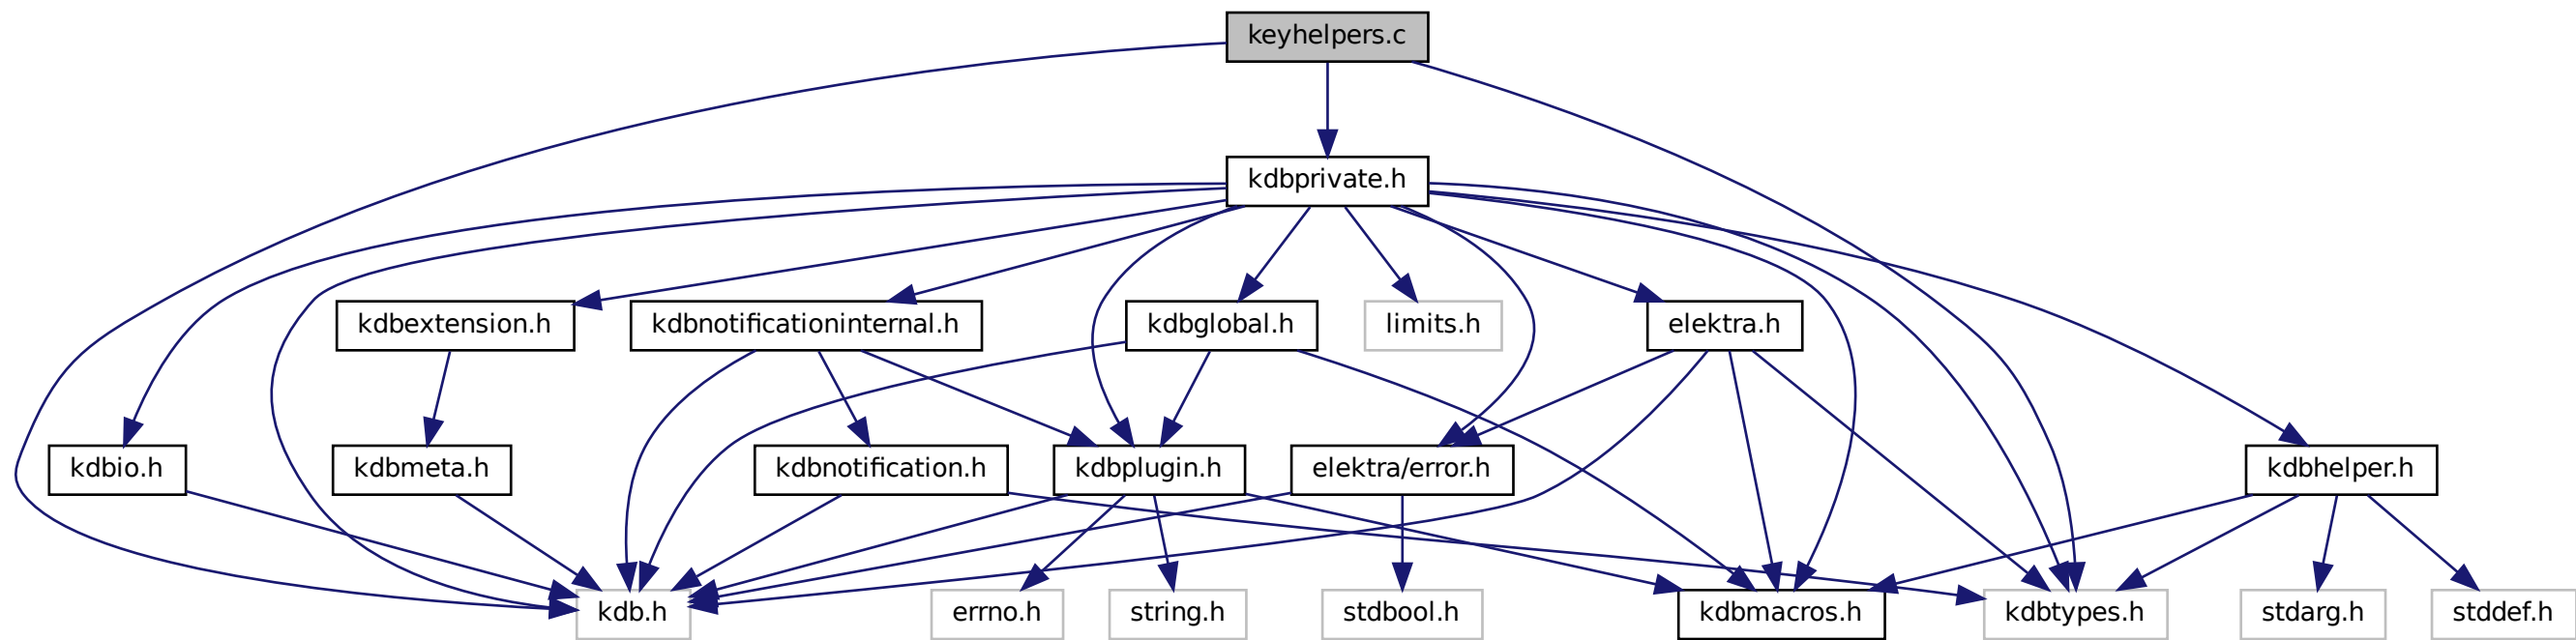 keyhelpers.c
kdbprivate.h
kdbextension.h
kdbnotificationinternal.h
kdbglobal.h
limits.h
elektra.h
kdbio.h
kdbmeta.h
kdbnotification.h
kdbplugin.h
elektra/error.h
kdbhelper.h
kdb.h
errno.h
string.h
stdbool.h
kdbmacros.h
kdbtypes.h
stdarg.h
stddef.h